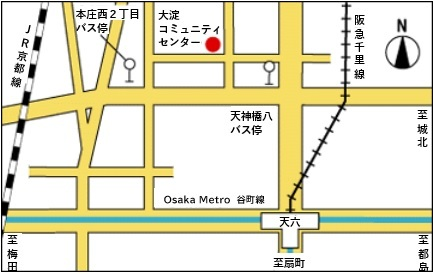 本庄西2丁目
バス停
大淀
コミュニティ
センター
阪急千里線
N
JR京都線
天神橋八
バス停
至城北
Osaka Metro 谷町線
天六
至梅田
至扇町
至都島